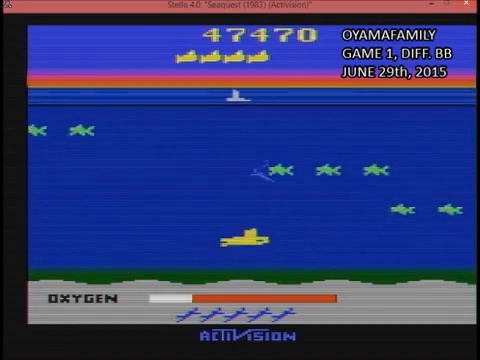 Stella 4.0: "Seaquest (1983) (Activision)"
47470
OYAMAFAMILY
GAME 1, DIFF. BB
JUNE 29th, 2015
OXYGEN
ACTIVISION